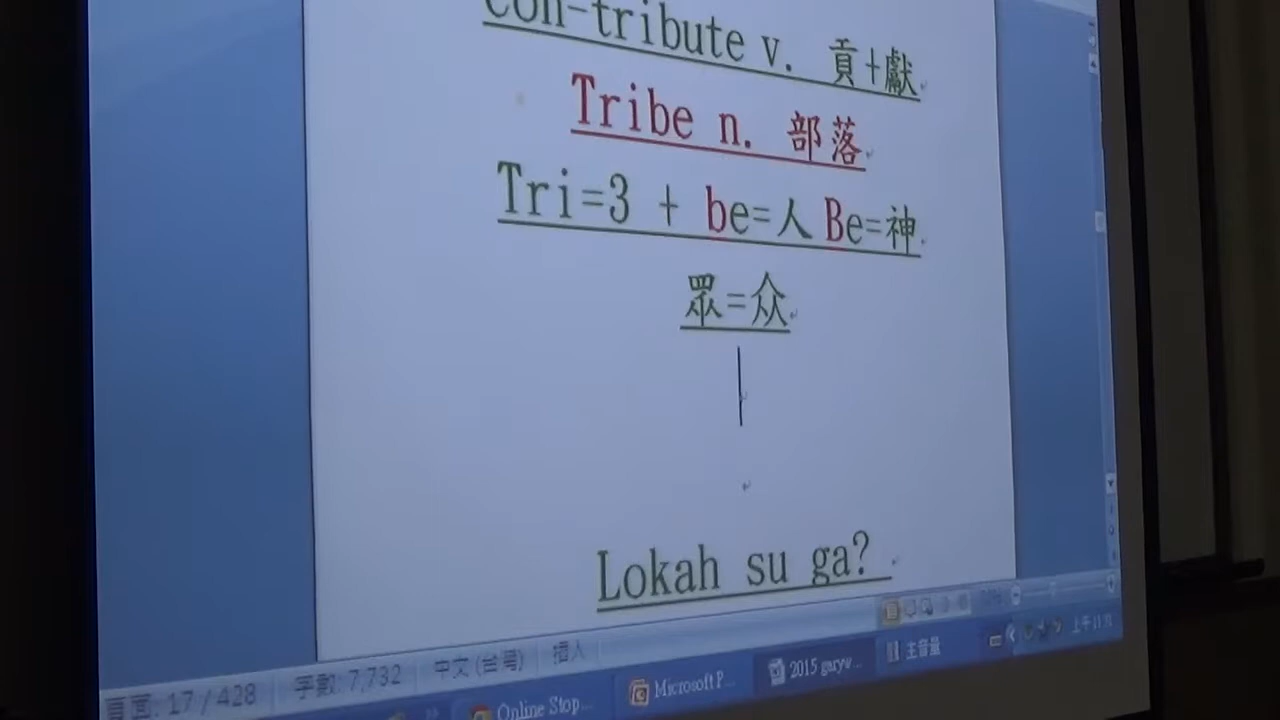 con-tribute v. 貢+獻
Tribe n. 部落
Tri=3 + be=人 Be=神
眾=众
Lokah su ga?
頁面: 17 / 428 字數: 7,732 中文 (台灣) 插入
Online Stop... Microsoft P... 2015 garyw... 主音量